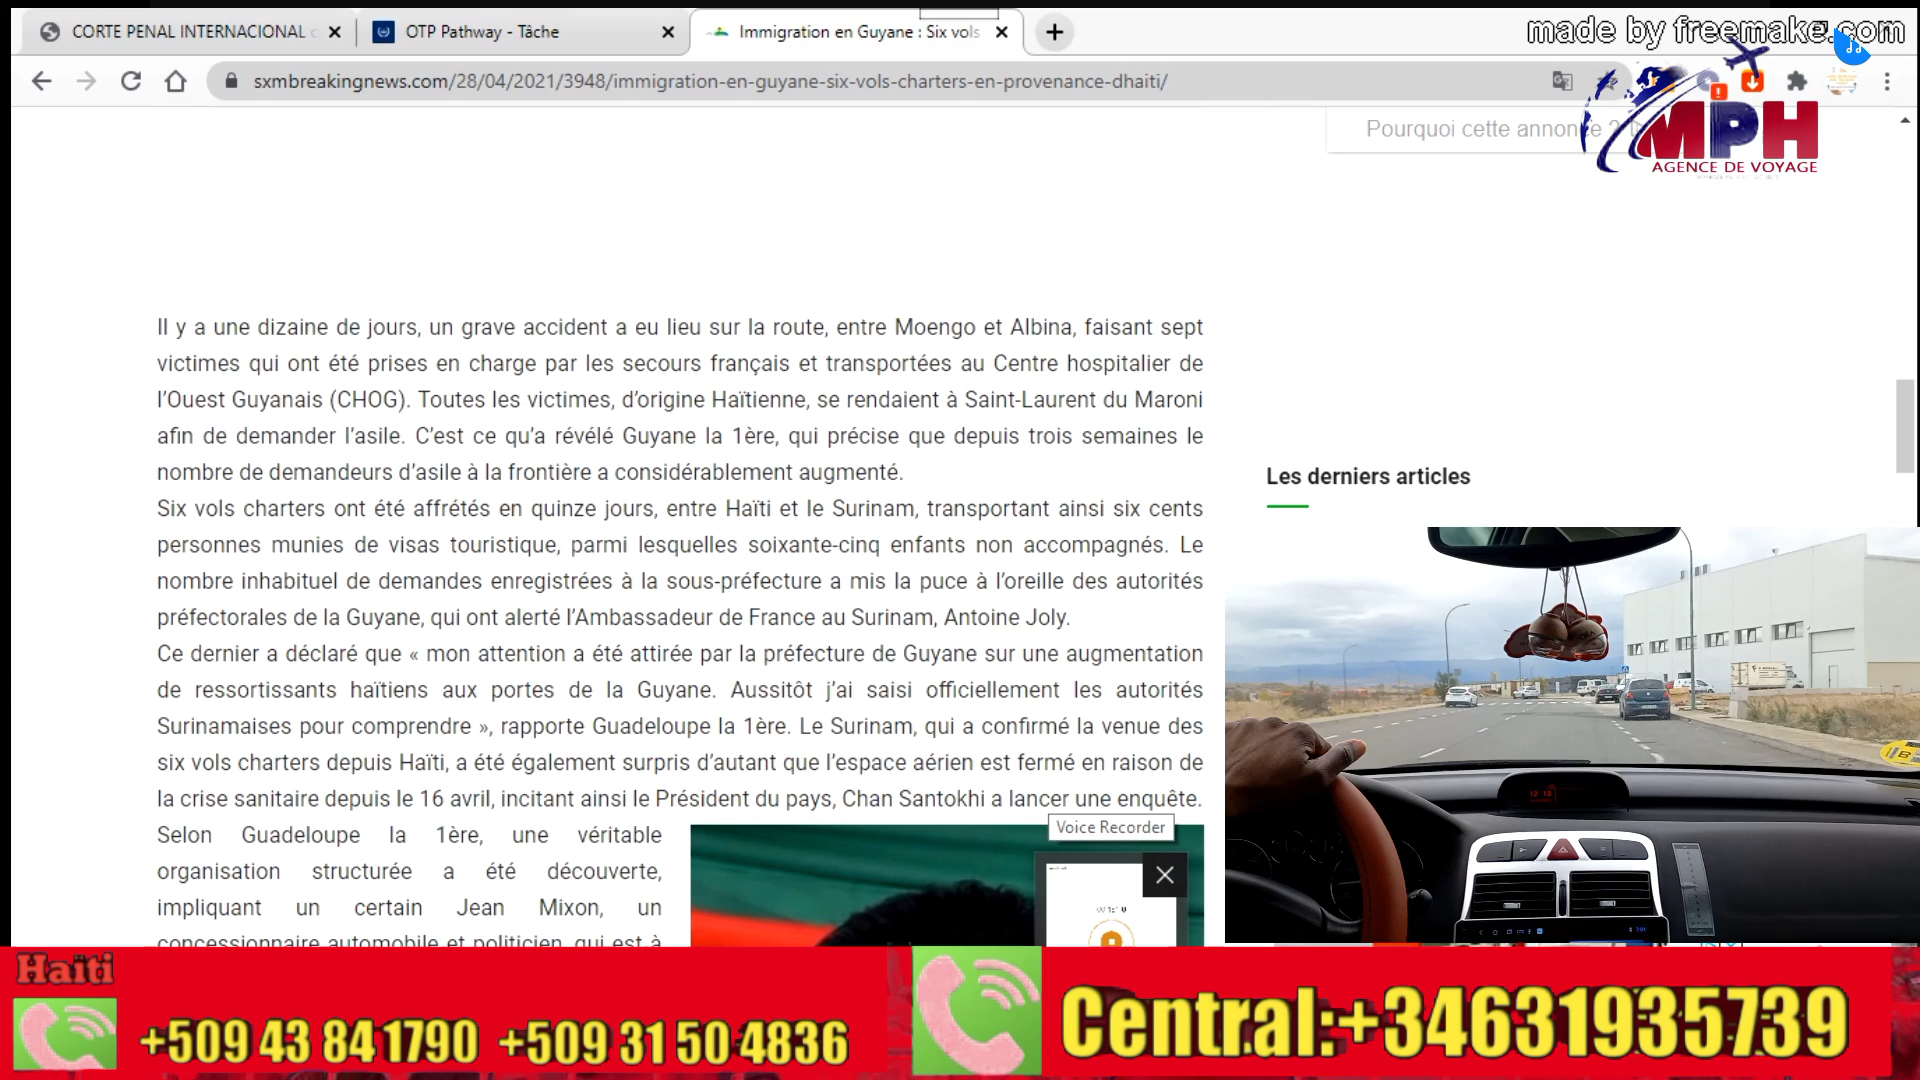 CORTE PENAL INTERNACIONAL
OTP Pathway - Tâche
Immigration en Guyane : Six vols
made by freemake.com
sxmbreakingnews.com/28/04/2021/3948/immigration-en-guyane-six-vols-charters-en-provenance-dhaiti/
Pourquoi cette annonce ?
MPH
AGENCE DE VOYAGE
Il y a une dizaine de jours, un grave accident a eu lieu sur la route, entre Moengo et Albina, faisant sept
victimes qui ont été prises en charge par les secours français et transportées au Centre hospitalier de
l’Ouest Guyanais (CHOG). Toutes les victimes, d’origine Haïtienne, se rendaient à Saint-Laurent du Maroni
afin de demander l’asile. C’est ce qu’a révélé Guyane la 1ère, qui précise que depuis trois semaines le
nombre de demandeurs d’asile à la frontière a considérablement augmenté.
Six vols charters ont été affrétés en quinze jours, entre Haïti et le Surinam, transportant ainsi six cents
personnes munies de visas touristique, parmi lesquelles soixante-cinq enfants non accompagnés. Le
nombre inhabituel de demandes enregistrées à la sous-préfecture a mis la puce à l’oreille des autorités
préfectorales de la Guyane, qui ont alerté l’Ambassadeur de France au Surinam, Antoine Joly.
Ce dernier a déclaré que « mon attention a été attirée par la préfecture de Guyane sur une augmentation
de ressortissants haïtiens aux portes de la Guyane. Aussitôt j’ai saisi officiellement les autorités
Surinamaises pour comprendre », rapporte Guadeloupe la 1ère. Le Surinam, qui a confirmé la venue des
six vols charters depuis Haïti, a été également surpris d’autant que l’espace aérien est fermé en raison de
la crise sanitaire depuis le 16 avril, incitant ainsi le Président du pays, Chan Santokhi a lancer une enquête.
Selon Guadeloupe la 1ère, une véritable
organisation structurée a été découverte,
impliquant un certain Jean Mixon, un
concessionnaire automobile et politicien, qui est à
Les derniers articles
Voice Recorder
Haïti
+509 43 84 1790 +509 31 50 4836
Central:+34631935739